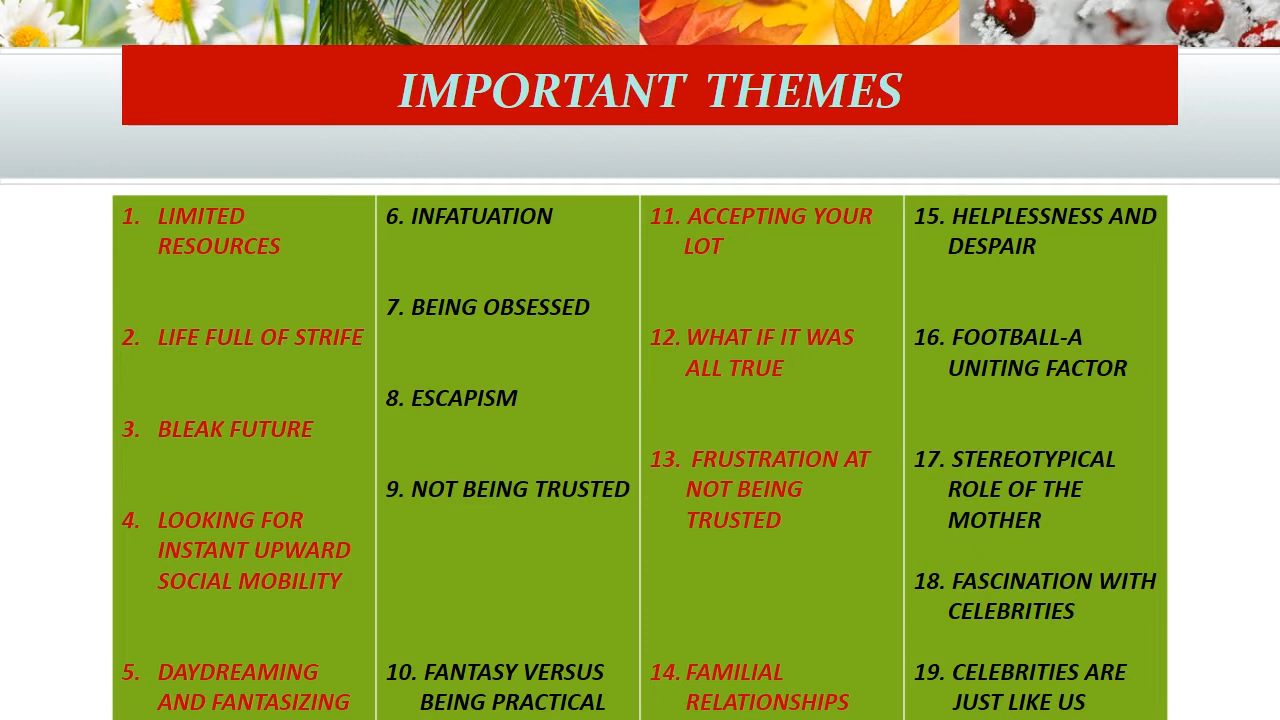 IMPORTANT THEMES
1. LIMITED
RESOURCES
2. LIFE FULL OF STRIFE
3. BLEAK FUTURE
4. LOOKING FOR
INSTANT UPWARD
SOCIAL MOBILITY
5. DAYDREAMING
AND FANTASIZING
6. INFATUATION
7. BEING OBSESSED
8. ESCAPISM
9. NOT BEING TRUSTED
10. FANTASY VERSUS
BEING PRACTICAL
11. ACCEPTING YOUR
LOT
12. WHAT IF IT WAS
ALL TRUE
13. FRUSTRATION AT
NOT BEING
TRUSTED
14. FAMILIAL
RELATIONSHIPS
15. HELPLESSNESS AND
DESPAIR
16. FOOTBALL-A
UNITING FACTOR
17. STEREOTYPICAL
ROLE OF THE
MOTHER
18. FASCINATION WITH
CELEBRITIES
19. CELEBRITIES ARE
JUST LIKE US